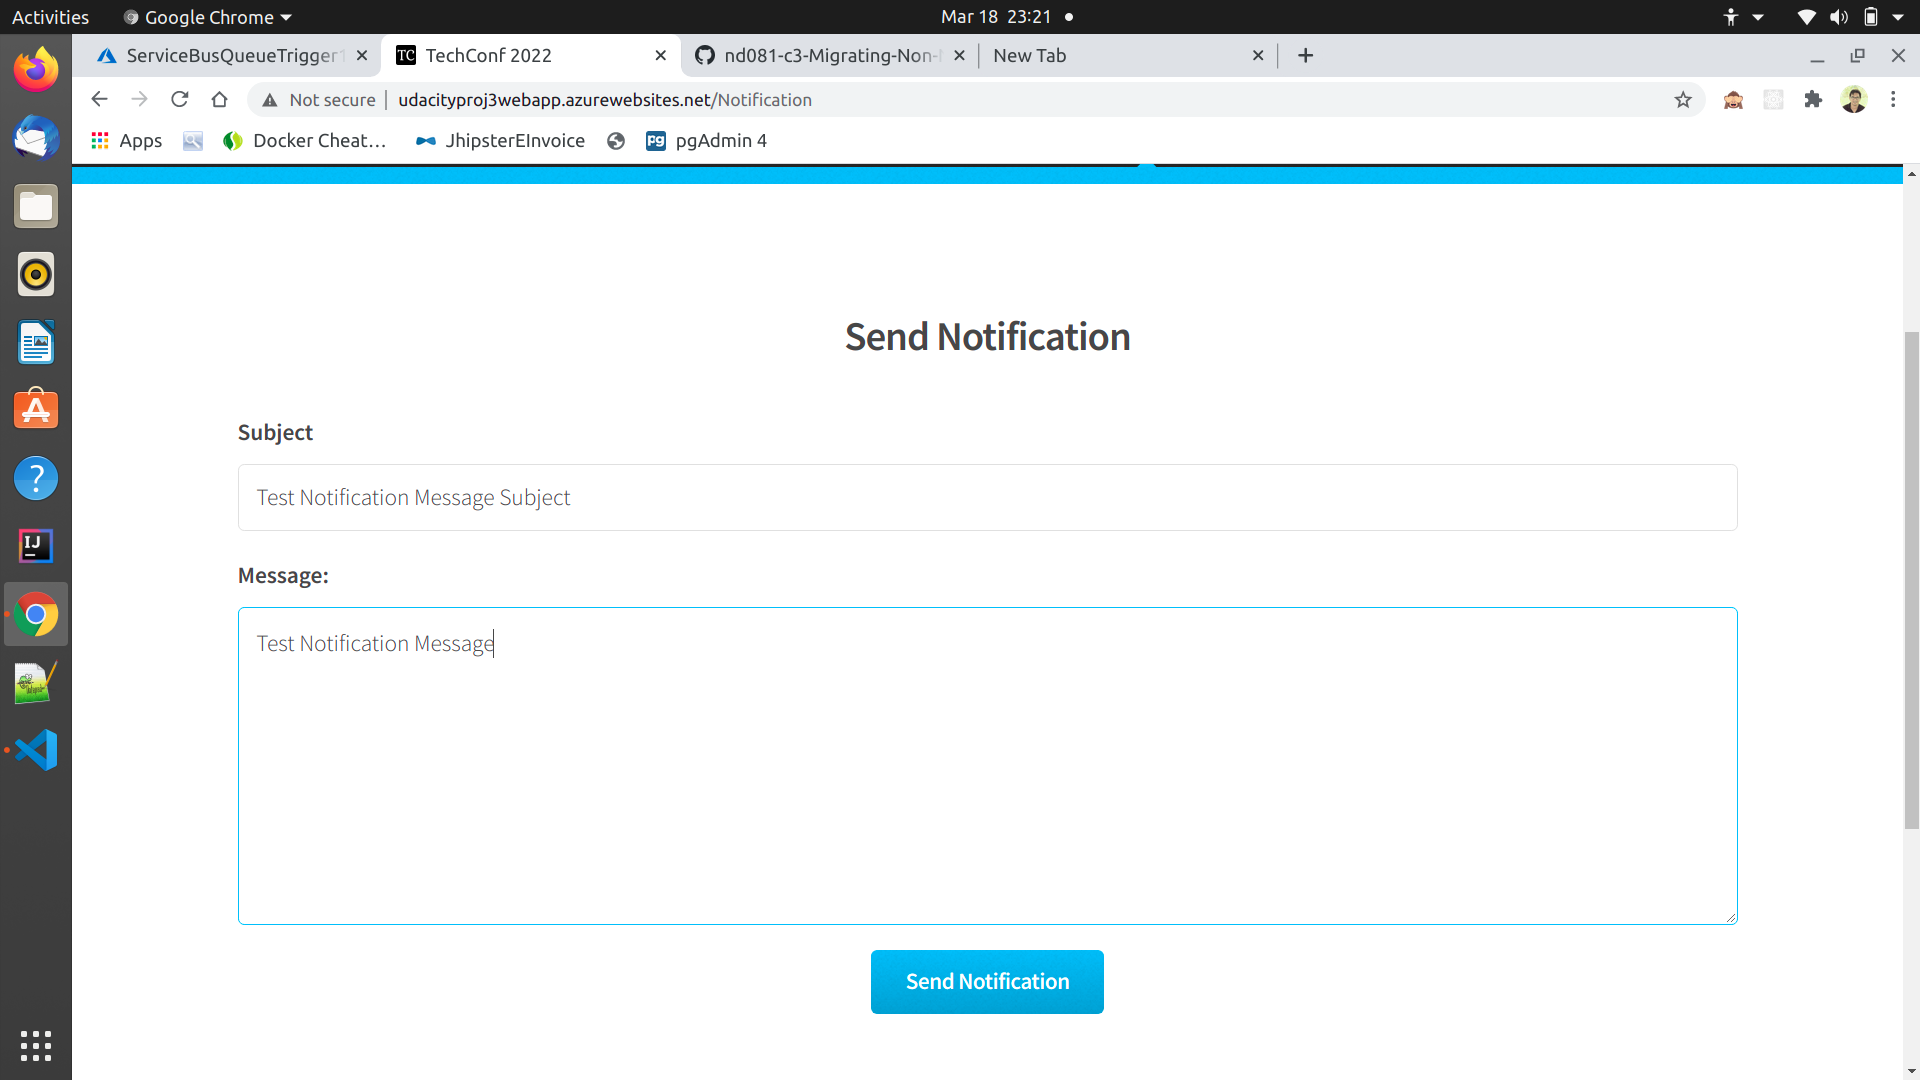 Activities Google Chrome Mar 18 23:21
ServiceBusQueueTrigger1 TC TechConf 2022 nd081-c3-Migrating-Non- New Tab
Not secure udacityproj3webapp.azurewebsites.net/Notification
Apps Docker Cheat… JhipsterEInvoice pg pgAdmin 4
Send Notification
Subject
Test Notification Message Subject
Message:
Test Notification Message
Send Notification
IJ